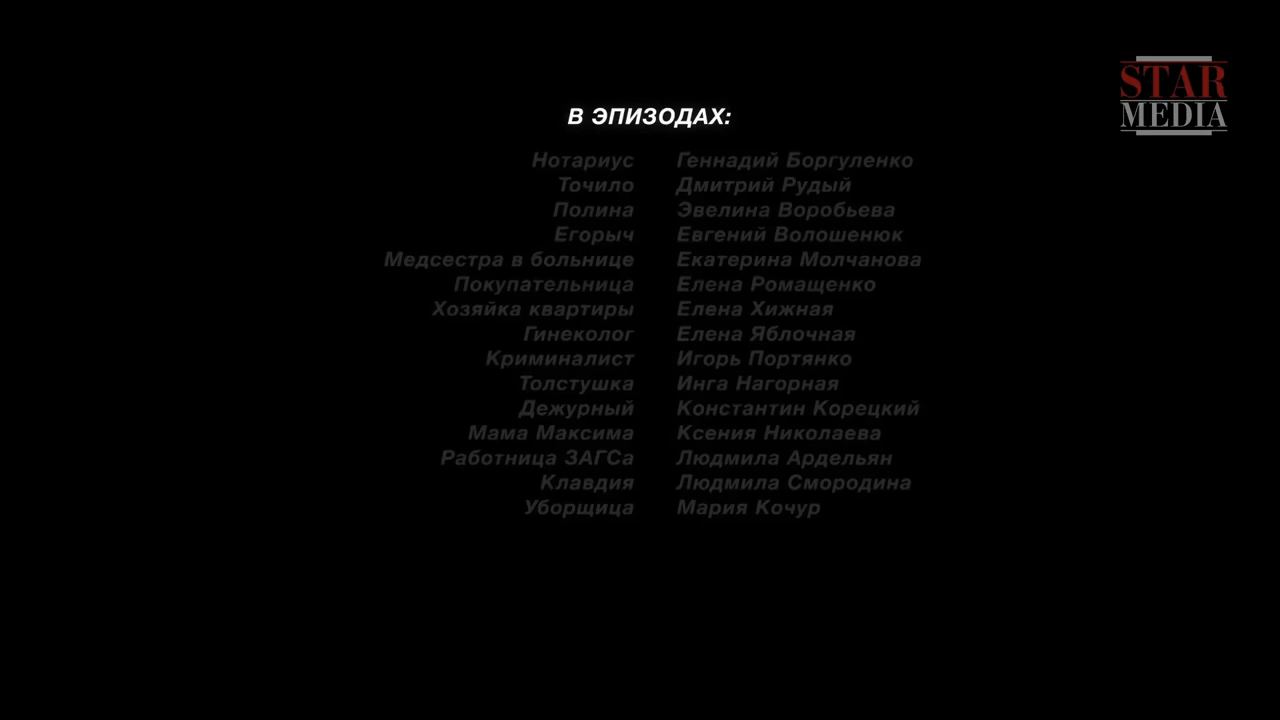 STAR
MEDIA
В ЭПИЗОДАХ:
Нотариус Геннадий Боргуленко
Точило Дмитрий Рудый
Полина Эвелина Воробьева
Егорыч Евгений Волошенюк
Медсестра в больнице Екатерина Молчанова
Покупательница Елена Ромащенко
Хозяйка квартиры Елена Хижная
Гинеколог Елена Яблочная
Криминалист Игорь Портянко
Толстушка Инга Нагорная
Дежурный Константин Корецкий
Мама Максима Ксения Николаева
Работница ЗАГСа Людмила Ардельян
Клавдия Людмила Смородина
Уборщица Мария Кочур